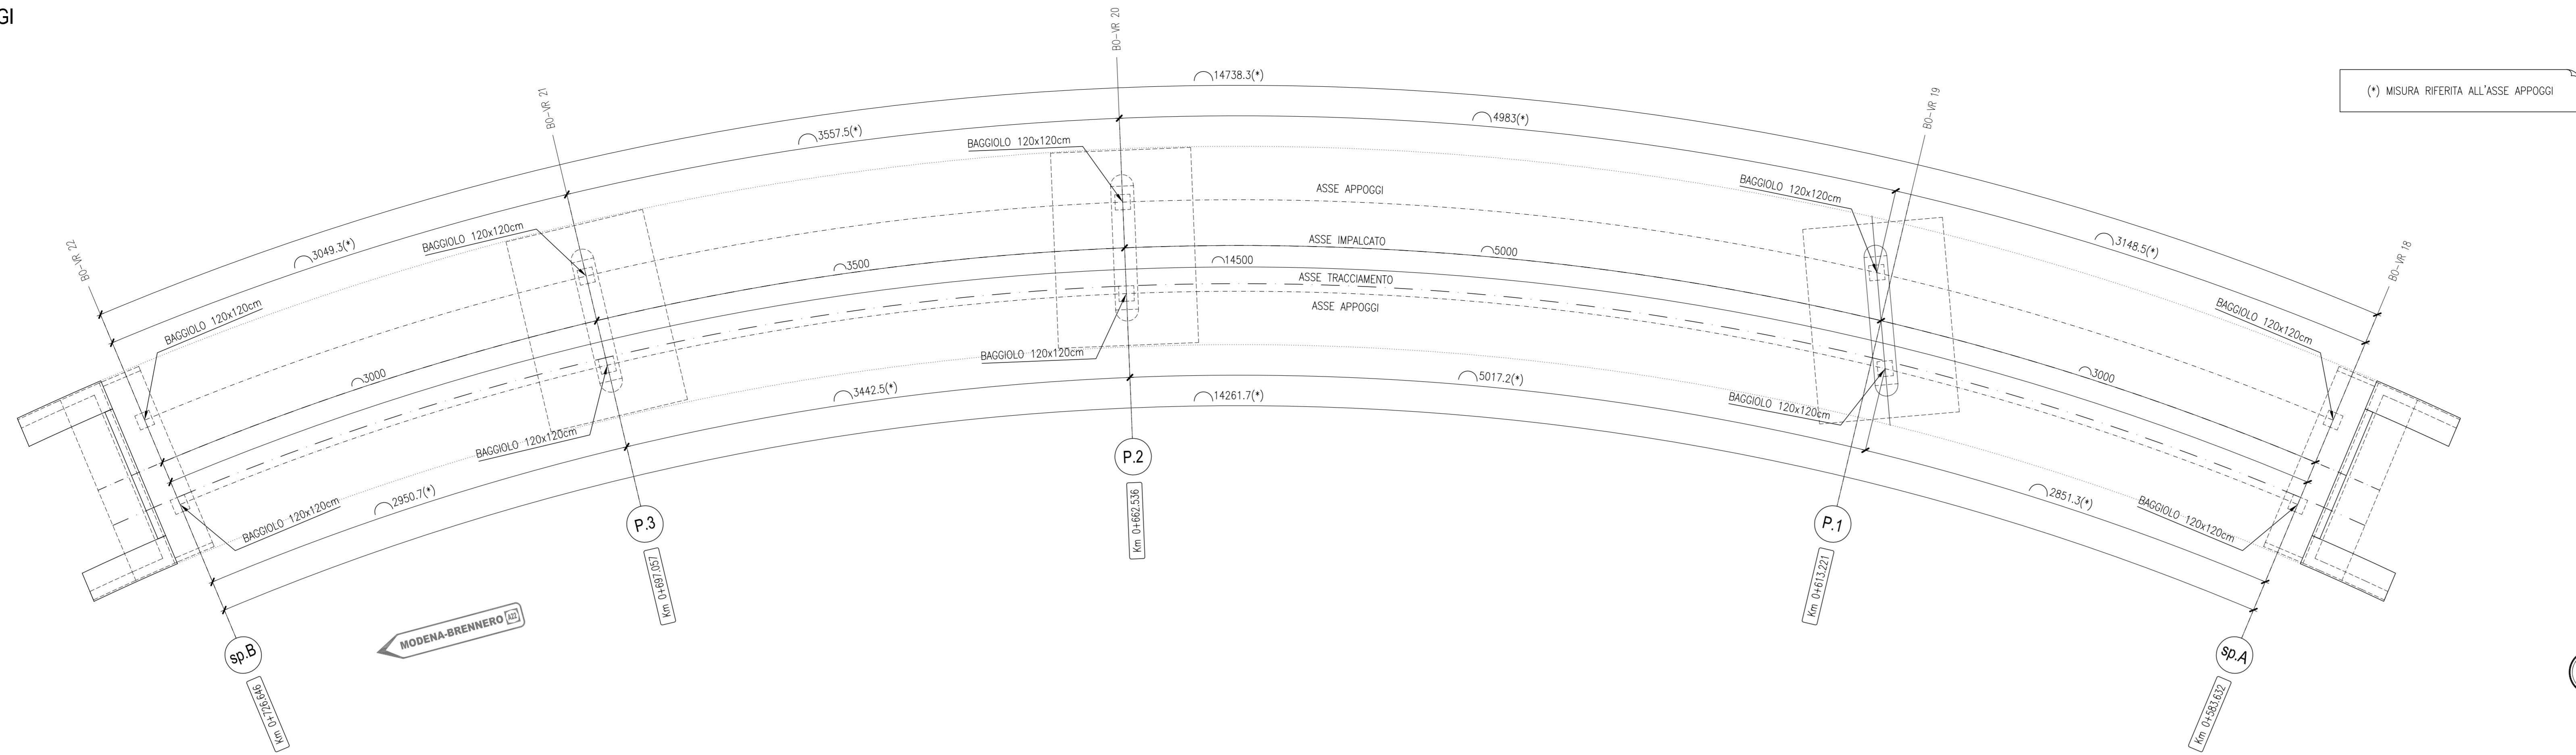 GI
BO-VR 20
14738.3(*)
(*) MISURA RIFERITA ALL'ASSE APPOGGI
BO-VR 21
BO-VR 19
3557.5(*)
4983(*)
BAGGIOLO 120x120cm
BAGGIOLO 120x120cm
ASSE APPOGGI
BAGGIOLO 120x120cm
BO-VR 22
3049.3(*)
ASSE IMPALCATO
5000
3148.5(*)
BO-VR 18
3500
14500
ASSE TRACCIAMENTO
ASSE APPOGGI
BAGGIOLO 120x120cm
BAGGIOLO 120x120cm
BAGGIOLO 120x120cm
3000
3000
3442.5(*)
14261.7(*)
5017.2(*)
BAGGIOLO 120x120cm
BAGGIOLO 120x120cm
P.2
2950.7(*)
2851.3(*)
BAGGIOLO 120x120cm
BAGGIOLO 120x120cm
P.3
Km 0+662.536
P.1
Km 0+697.057
Km 0+613.221
MODENA-BRENNERO A22
sp.B
sp.A
Km 0+726.646
Km 0+583.632